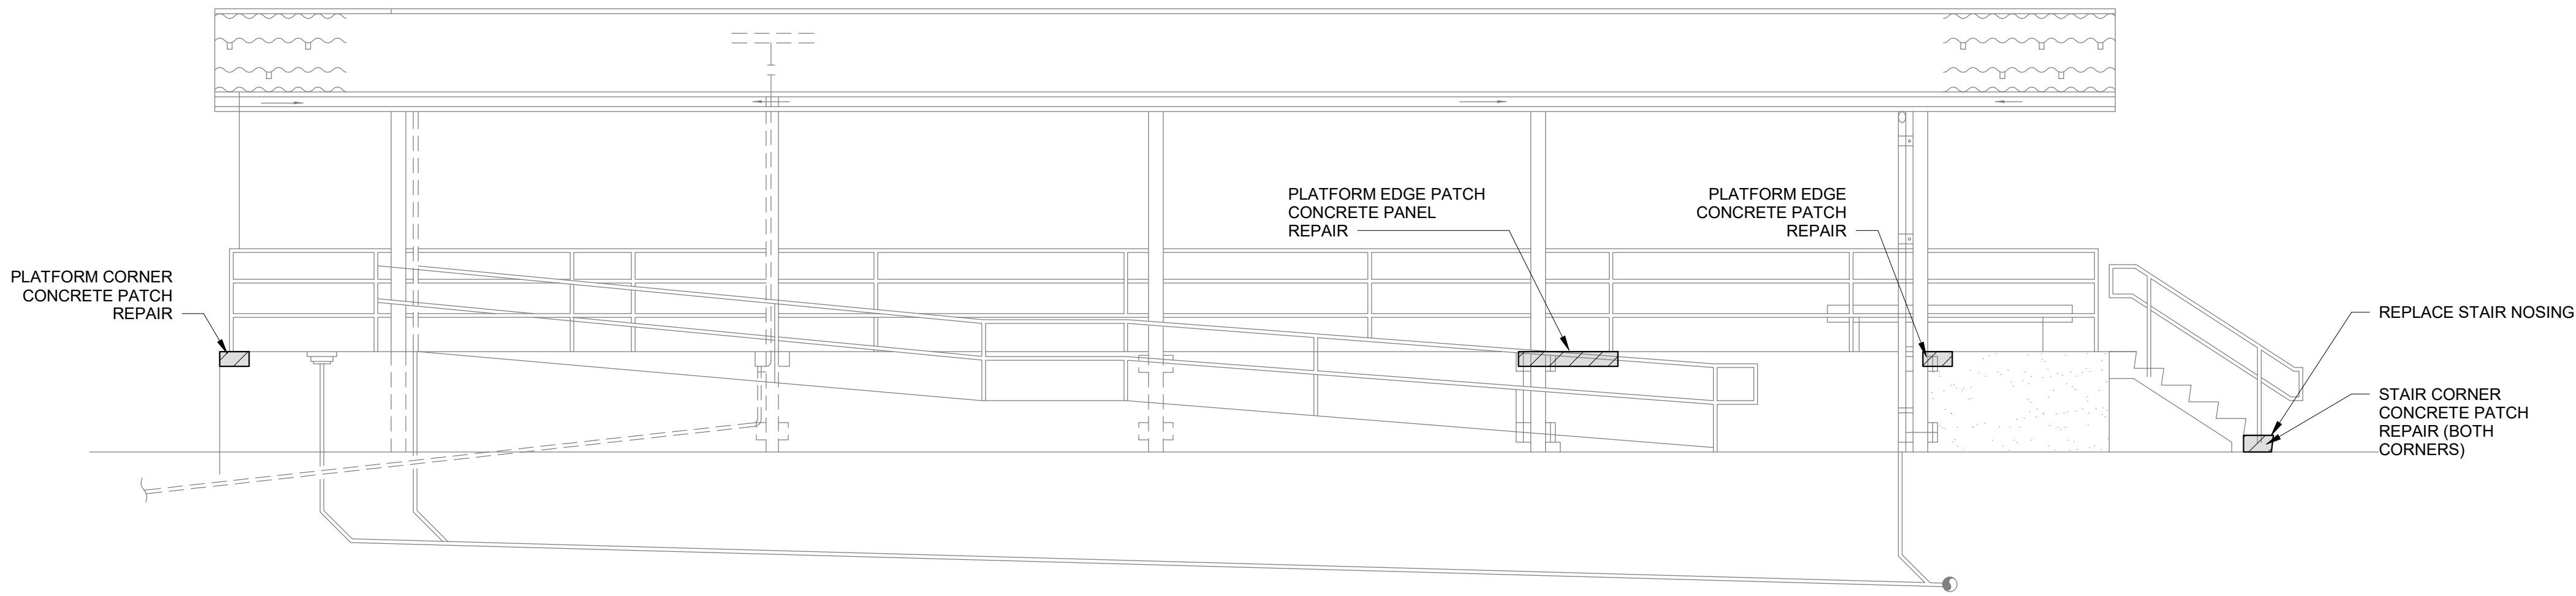 PLATFORM EDGE PATCH
CONCRETE PANEL
REPAIR
PLATFORM EDGE
CONCRETE PATCH
REPAIR
PLATFORM CORNER
CONCRETE PATCH
REPAIR
REPLACE STAIR NOSING
STAIR CORNER
CONCRETE PATCH
REPAIR (BOTH
CORNERS)